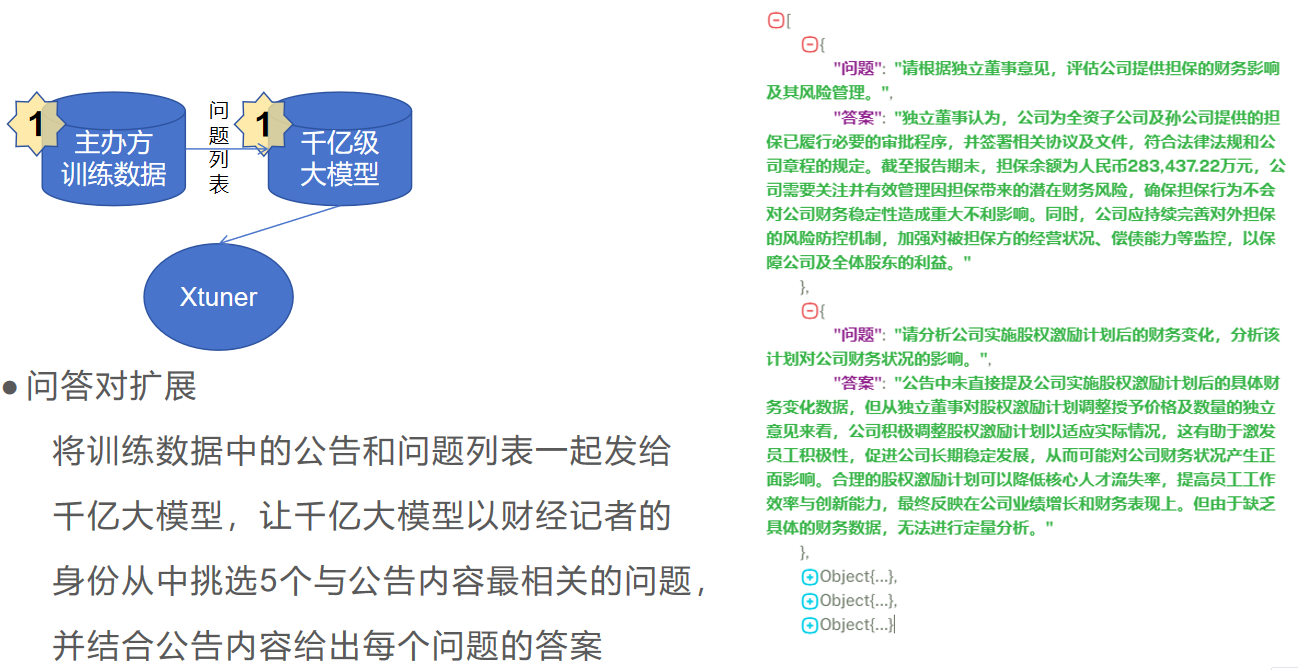 1
主办方
训练数据
问
题
列
表
1
千亿级
大模型
Xtuner
● 问答对扩展
将训练数据中的公告和问题列表一起发给
千亿大模型，让千亿大模型以财经记者的
身份从中挑选5个与公告内容最相关的问题，
并结合公告内容给出每个问题的答案
[
{
"问题": "请根据独立董事意见，评估公司提供担保的财务影响
及其风险管理。",
"答案": "独立董事认为，公司为全资子公司及孙公司提供的担
保已履行必要的审批程序，并签署相关协议及文件，符合法律法规和公
司章程的规定。截至报告期末，担保余额为人民币283,437.22万元，公
司需要关注并有效管理因担保带来的潜在财务风险，确保担保行为不会
对公司财务稳定性造成重大不利影响。同时，公司应持续完善对外担保
的风险防控机制，加强对被担保方的经营状况、偿债能力等监控，以保
障公司及全体股东的利益。"
},
{
"问题": "请分析公司实施股权激励计划后的财务变化，分析该
计划对公司财务状况的影响。",
"答案": "公告中未直接提及公司实施股权激励计划后的具体财
务变化数据，但从独立董事对股权激励计划调整授予价格及数量的独立
意见来看，公司积极调整股权激励计划以适应实际情况，这有助于激发
员工积极性，促进公司长期稳定发展，从而可能对公司财务状况产生正
面影响。合理的股权激励计划可以降低核心人才流失率，提高员工工作
效率与创新能力，最终反映在公司业绩增长和财务表现上。但由于缺乏
具体的财务数据，无法进行定量分析。"
},
Object{...},
Object{...},
Object{...}